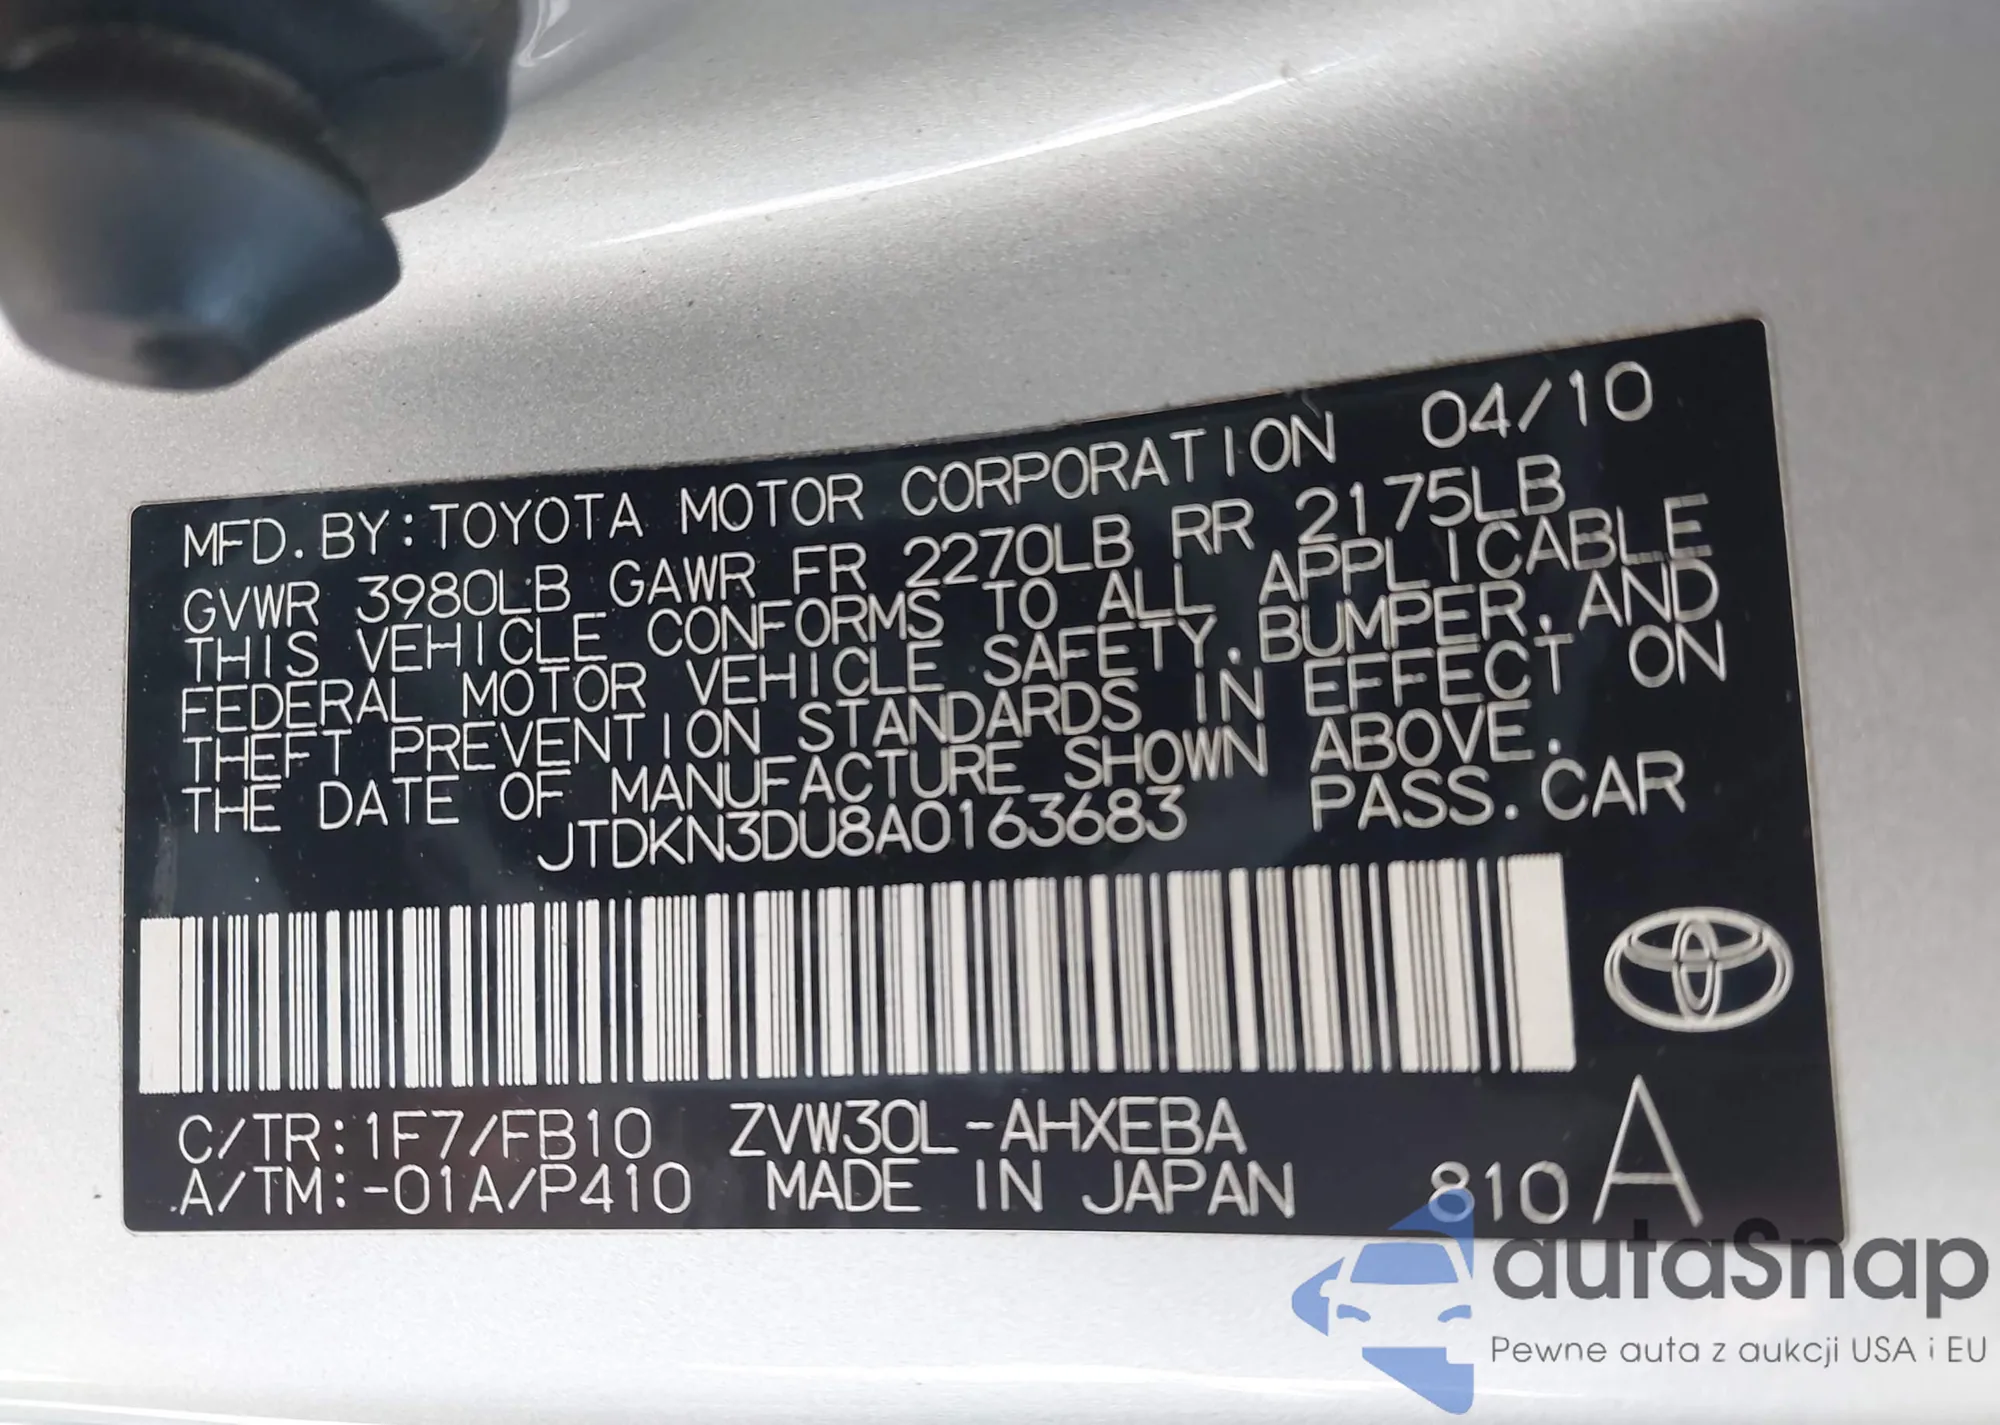 MFD. BY: TOYOTA MOTOR CORPORATION 04/10
GVWR 3980LB GAWR FR 2270LB RR 2175LB
THIS VEHICLE CONFORMS TO ALL APPLICABLE
FEDERAL MOTOR VEHICLE SAFETY, BUMPER, AND
THEFT PREVENTION STANDARDS IN EFFECT ON
THE DATE OF MANUFACTURE SHOWN ABOVE.
JTDKN3DU8A0163683 PASS. CAR
C/TR: 1F7/FB10 ZVW30L-AHXEBA
A/TM: -01A/P410 MADE IN JAPAN 810 A
autaSnap
Pewne auta z aukcji USA i EU